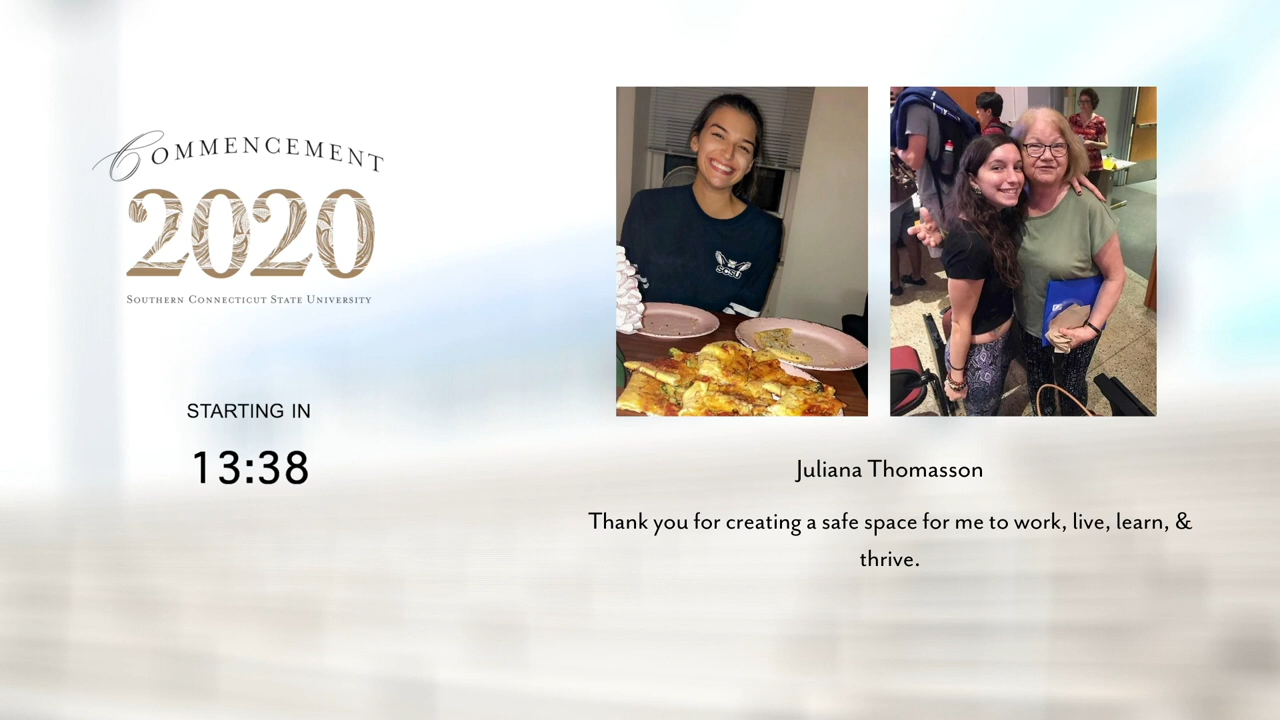 COMMENCEMENT
2020
SOUTHERN CONNECTICUT STATE UNIVERSITY
STARTING IN
13:38
SCSU
Juliana Thomasson
Thank you for creating a safe space for me to work, live, learn, &
thrive.